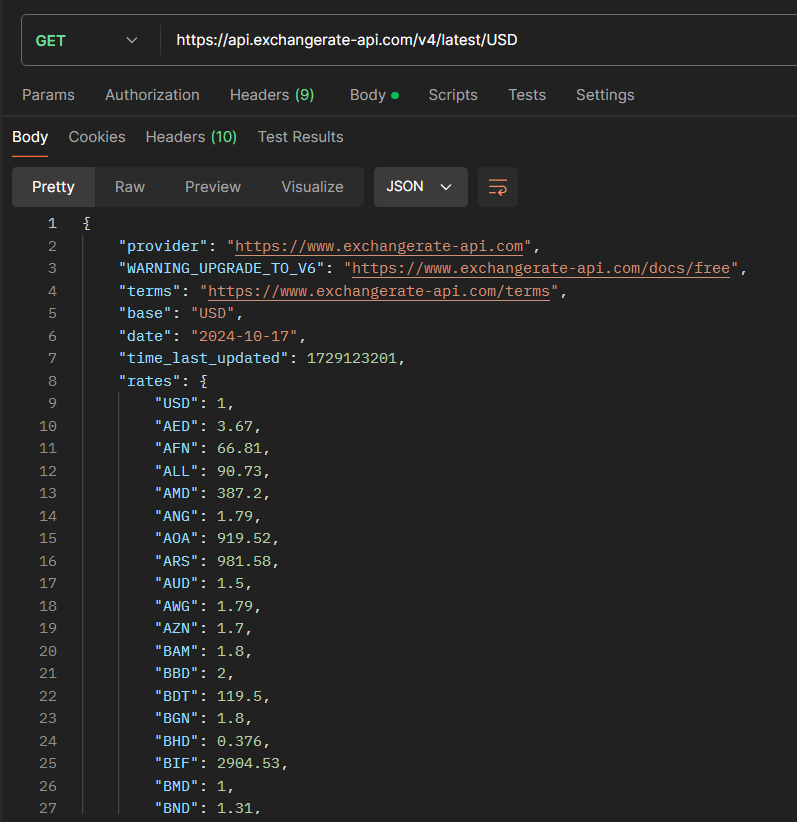 GET https://api.exchangerate-api.com/v4/latest/USD
Params Authorization Headers (9) Body Scripts Tests Settings
Body Cookies Headers (10) Test Results
Pretty Raw Preview Visualize JSON
1 {
2 "provider": "https://www.exchangerate-api.com",
3 "WARNING_UPGRADE_TO_V6": "https://www.exchangerate-api.com/docs/free",
4 "terms": "https://www.exchangerate-api.com/terms",
5 "base": "USD",
6 "date": "2024-10-17",
7 "time_last_updated": 1729123201,
8 "rates": {
9 "USD": 1,
10 "AED": 3.67,
11 "AFN": 66.81,
12 "ALL": 90.73,
13 "AMD": 387.2,
14 "ANG": 1.79,
15 "AOA": 919.52,
16 "ARS": 981.58,
17 "AUD": 1.5,
18 "AWG": 1.79,
19 "AZN": 1.7,
20 "BAM": 1.8,
21 "BBD": 2,
22 "BDT": 119.5,
23 "BGN": 1.8,
24 "BHD": 0.376,
25 "BIF": 2904.53,
26 "BMD": 1,
27 "BND": 1.31,